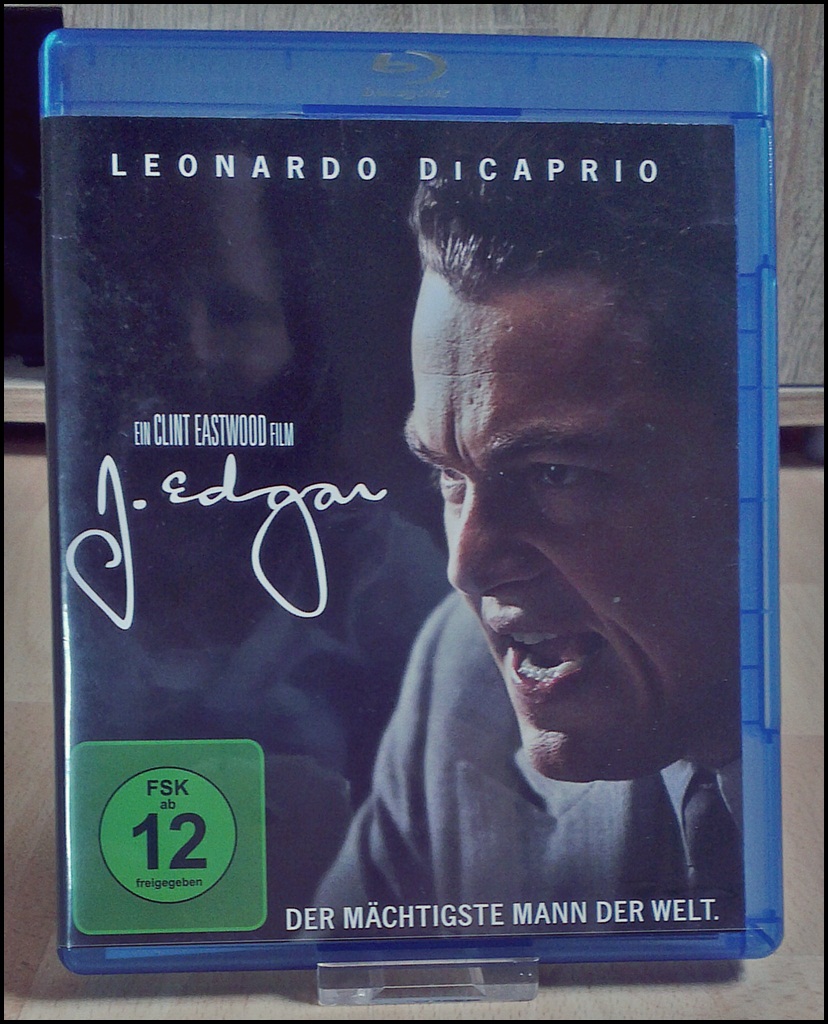 LEONARDO DiCAPRIO
EIN CLINT EASTWOOD FILM
J. Edgar
FSK
ab
12
freigegeben
DER MÄCHTIGSTE MANN DER WELT.